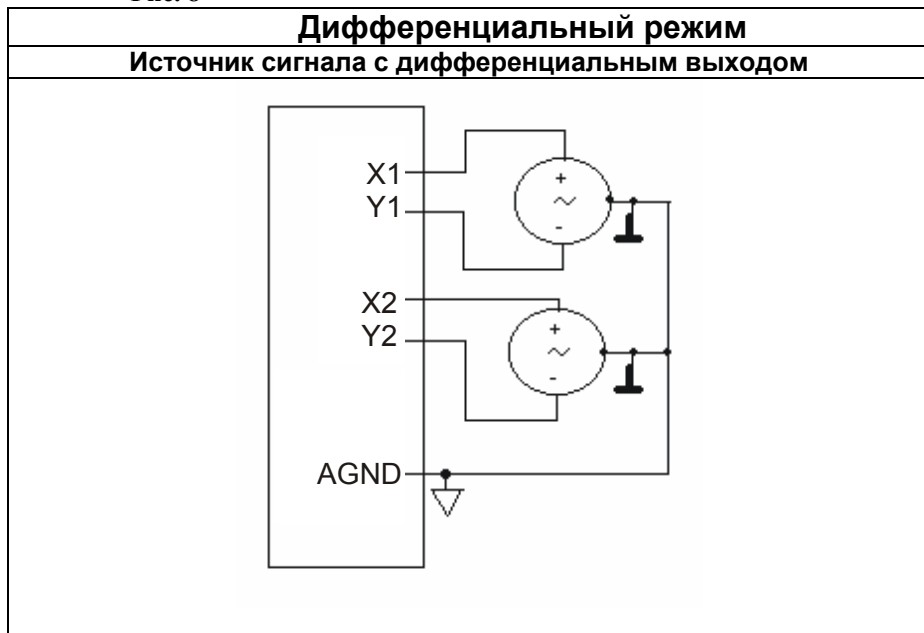 Дифференциальный режим
Источник сигнала с дифференциальным выходом
X1
Y1
+
~
-
X2
Y2
+
~
-
AGND